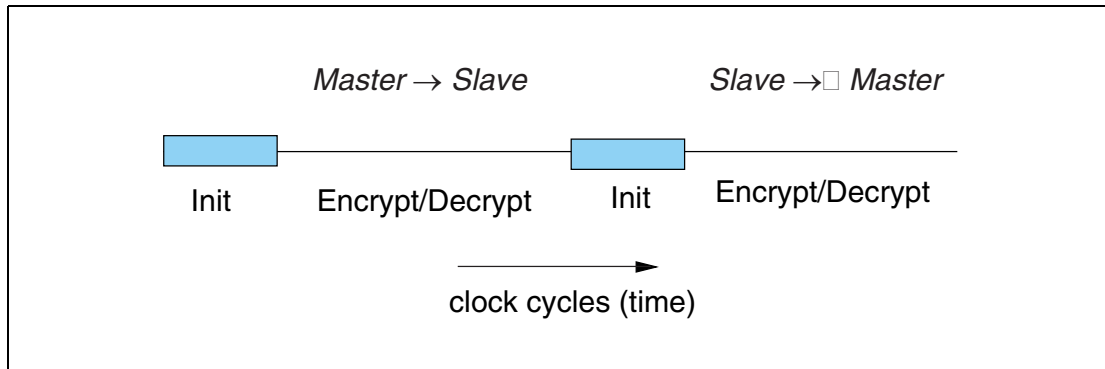 Master → Slave
Slave →□ Master
Init
Encrypt/Decrypt
Init
Encrypt/Decrypt
clock cycles (time)